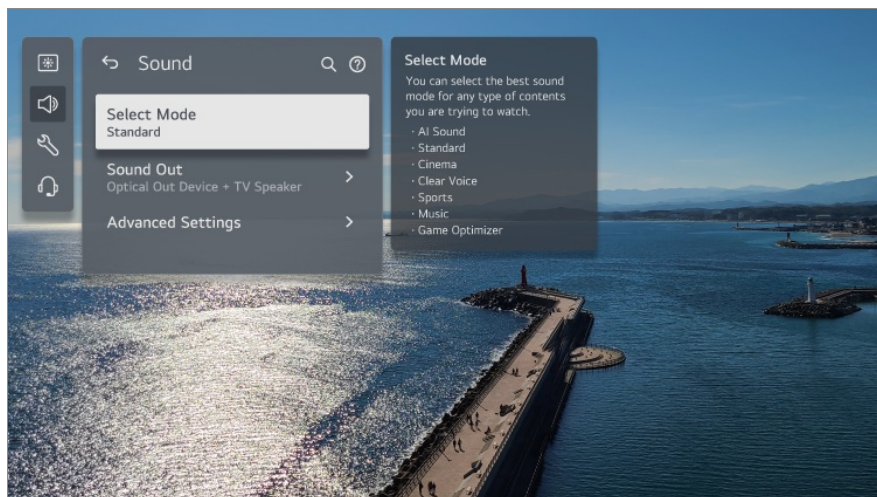 Sound
Select Mode
Standard
Sound Out
Optical Out Device + TV Speaker
Advanced Settings
Select Mode
You can select the best sound
mode for any type of contents
you are trying to watch.
· AI Sound
· Standard
· Cinema
· Clear Voice
· Sports
· Music
· Game Optimizer